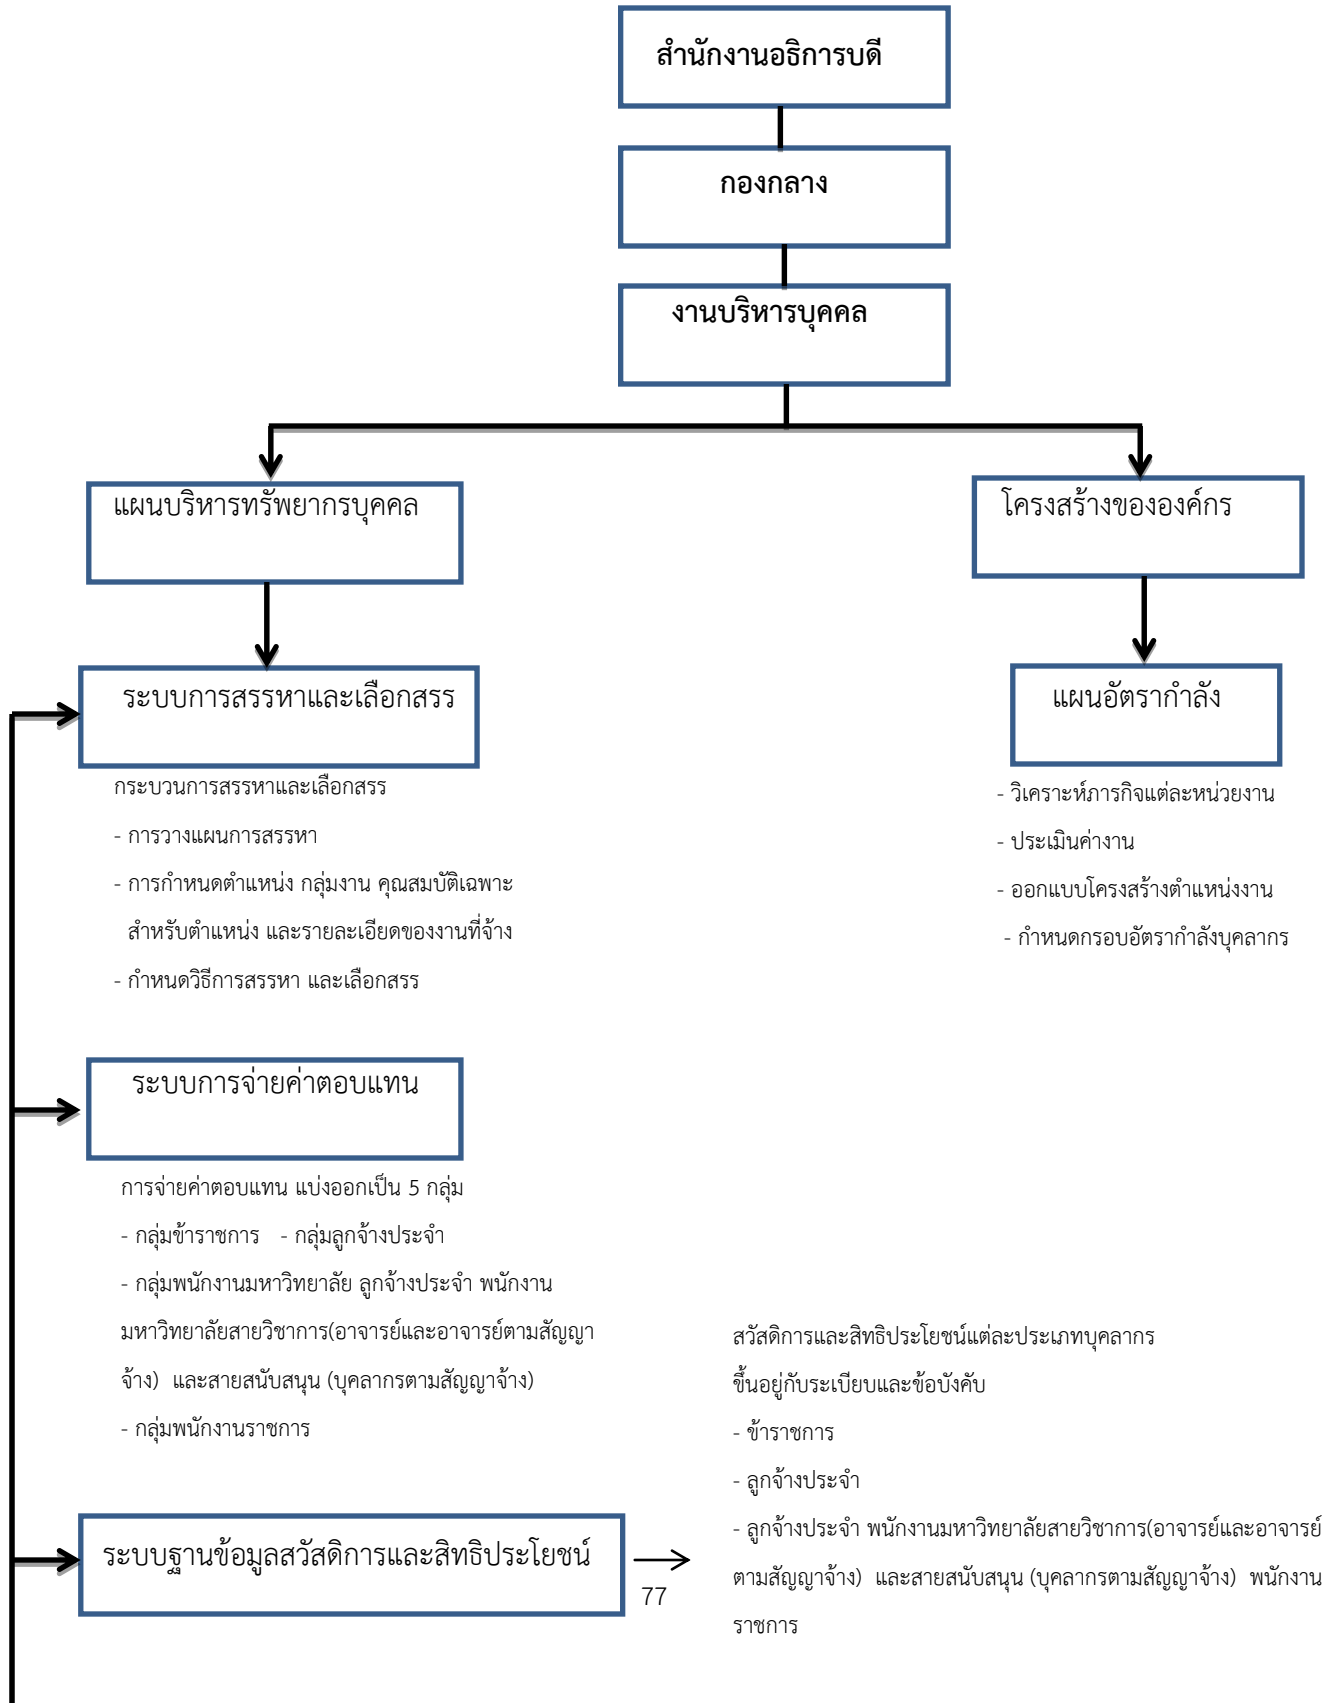 สำนักงานอธิการบดี
กองกลาง
งานบริหารบุคคล
แผนบริหารทรัพยากรบุคคล
โครงสร้างขององค์กร
ระบบการสรรหาและเลือกสรร
แผนอัตรากำลัง
กระบวนการสรรหาและเลือกสรร
- การวางแผนการสรรหา
- การกำหนดตำแหน่ง กลุ่มงาน คุณสมบัติเฉพาะ
สำหรับตำแหน่ง และรายละเอียดของงานที่จ้าง
- กำหนดวิธีการสรรหา และเลือกสรร
- วิเคราะห์ภารกิจแต่ละหน่วยงาน
- ประเมินค่างาน
- ออกแบบโครงสร้างตำแหน่งงาน
- กำหนดกรอบอัตรากำลังบุคลากร
ระบบการจ่ายค่าตอบแทน
การจ่ายค่าตอบแทน แบ่งออกเป็น 5 กลุ่ม
- กลุ่มข้าราชการ - กลุ่มลูกจ้างประจำ
- กลุ่มพนักงานมหาวิทยาลัย ลูกจ้างประจำ พนักงาน
มหาวิทยาลัยสายวิชาการ(อาจารย์และอาจารย์ตามสัญญา
จ้าง) และสายสนับสนุน (บุคลากรตามสัญญาจ้าง)
- กลุ่มพนักงานราชการ
ระบบฐานข้อมูลสวัสดิการและสิทธิประโยชน์
77
สวัสดิการและสิทธิประโยชน์แต่ละประเภทบุคลากร
ขึ้นอยู่กับระเบียบและข้อบังคับ
- ข้าราชการ
- ลูกจ้างประจำ
- ลูกจ้างประจำ พนักงานมหาวิทยาลัยสายวิชาการ(อาจารย์และอาจารย์
ตามสัญญาจ้าง) และสายสนับสนุน (บุคลากรตามสัญญาจ้าง) พนักงาน
ราชการ